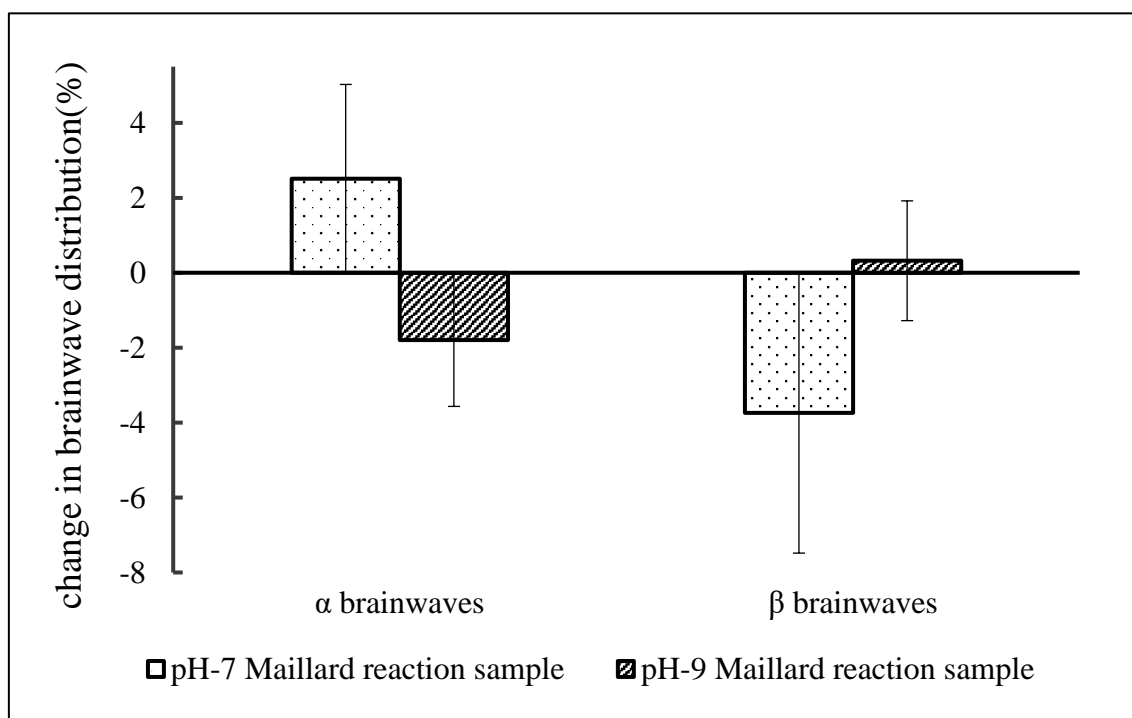 change in brainwave distribution(%)
4
2
0
-2
-4
-6
-8
α brainwaves
β brainwaves
pH-7 Maillard reaction sample
pH-9 Maillard reaction sample